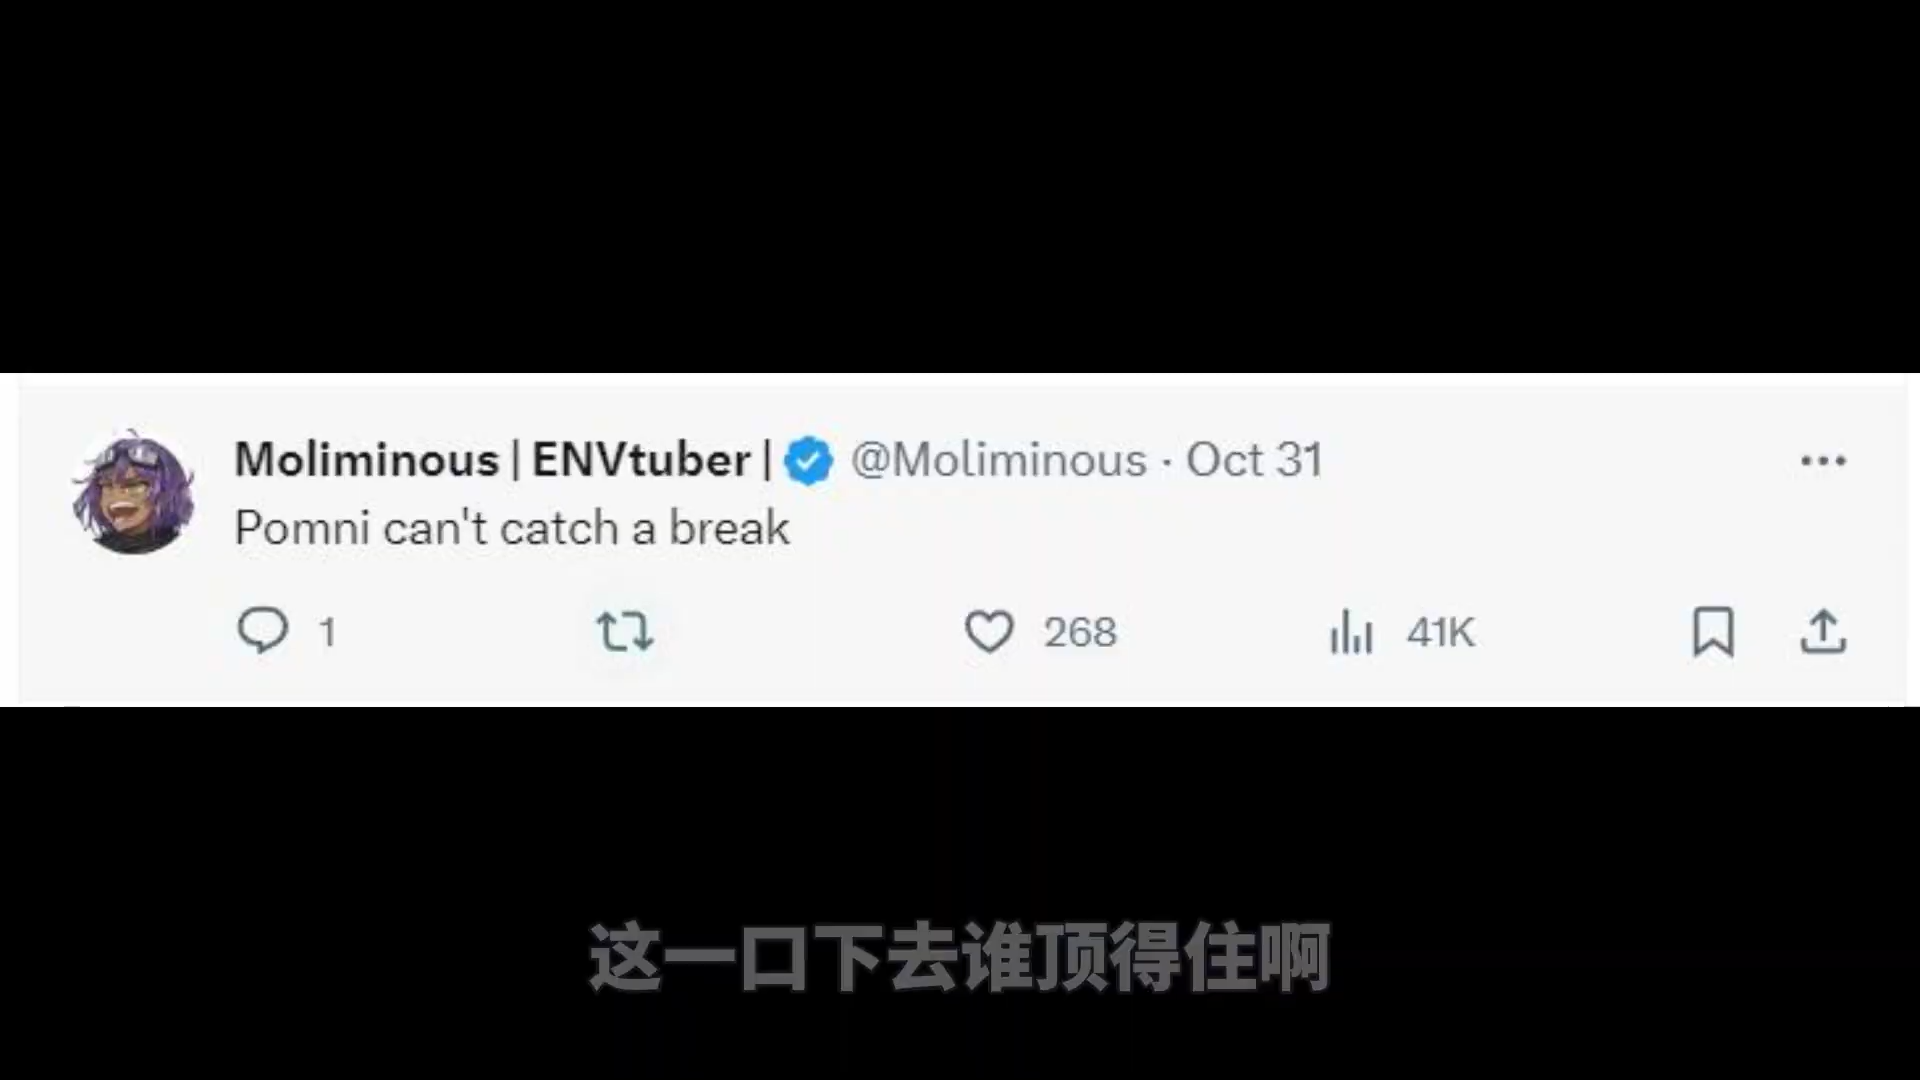 Moliminous | ENVtuber | @Moliminous · Oct 31
Pomni can't catch a break
1 268 41K
这一口下去谁顶得住啊